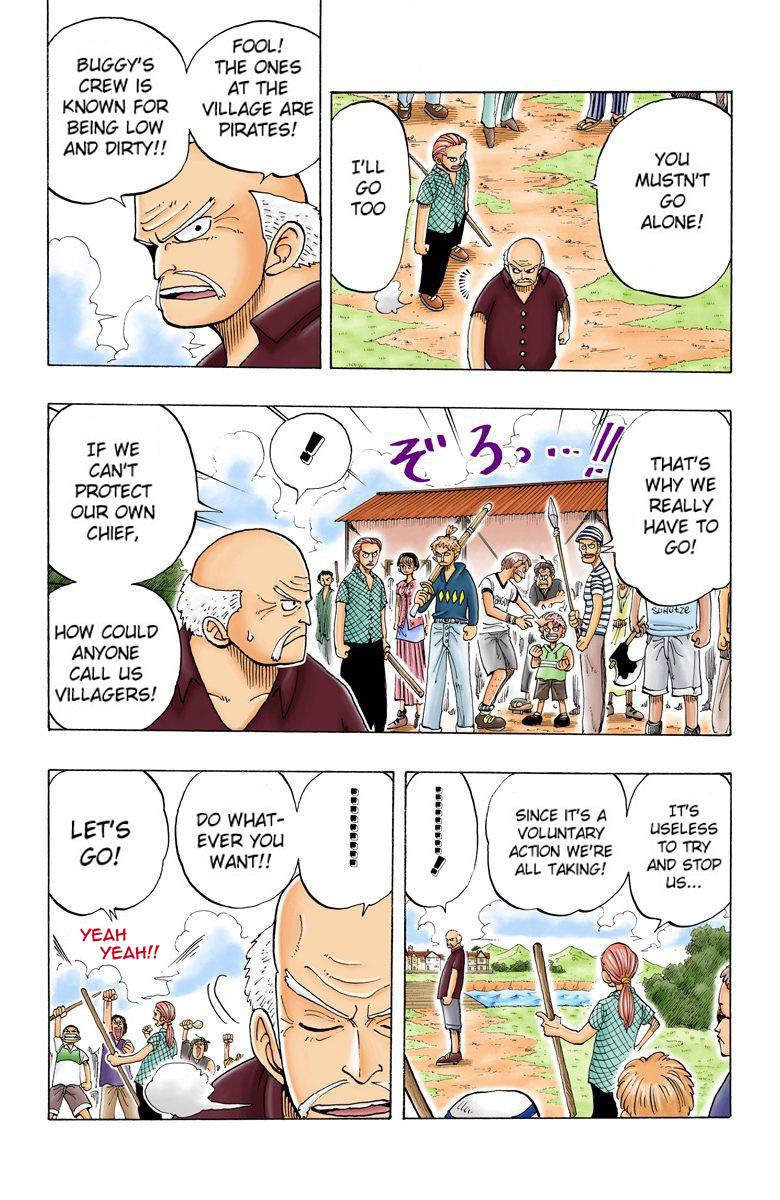 YOU
MUSTN'T
GO
ALONE!
I'LL
GO
TOO
FOOL!
THE ONES
AT THE
VILLAGE ARE
PIRATES!
BUGGY'S
CREW IS
KNOWN FOR
BEING LOW
AND DIRTY!!
THAT'S
WHY WE
REALLY
HAVE TO
GO!
ぞろっ…!!
SCHUTZE
!
IF WE
CAN'T
PROTECT
OUR OWN
CHIEF,
HOW COULD
ANYONE
CALL US
VILLAGERS!
IT'S
USELESS
TO TRY
AND STOP
US...
SINCE IT'S A
VOLUNTARY
ACTION WE'RE
ALL TAKING!
.........!
.........
DO WHAT-
EVER YOU
WANT!!
LET'S
GO!
YEAH
YEAH!!